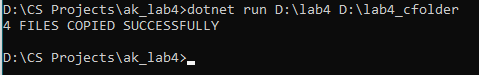 D:\CS Projects\ak_lab4>dotnet run D:\lab4 D:\lab4_cfolder
4 FILES COPIED SUCCESSFULLY
D:\CS Projects\ak_lab4>